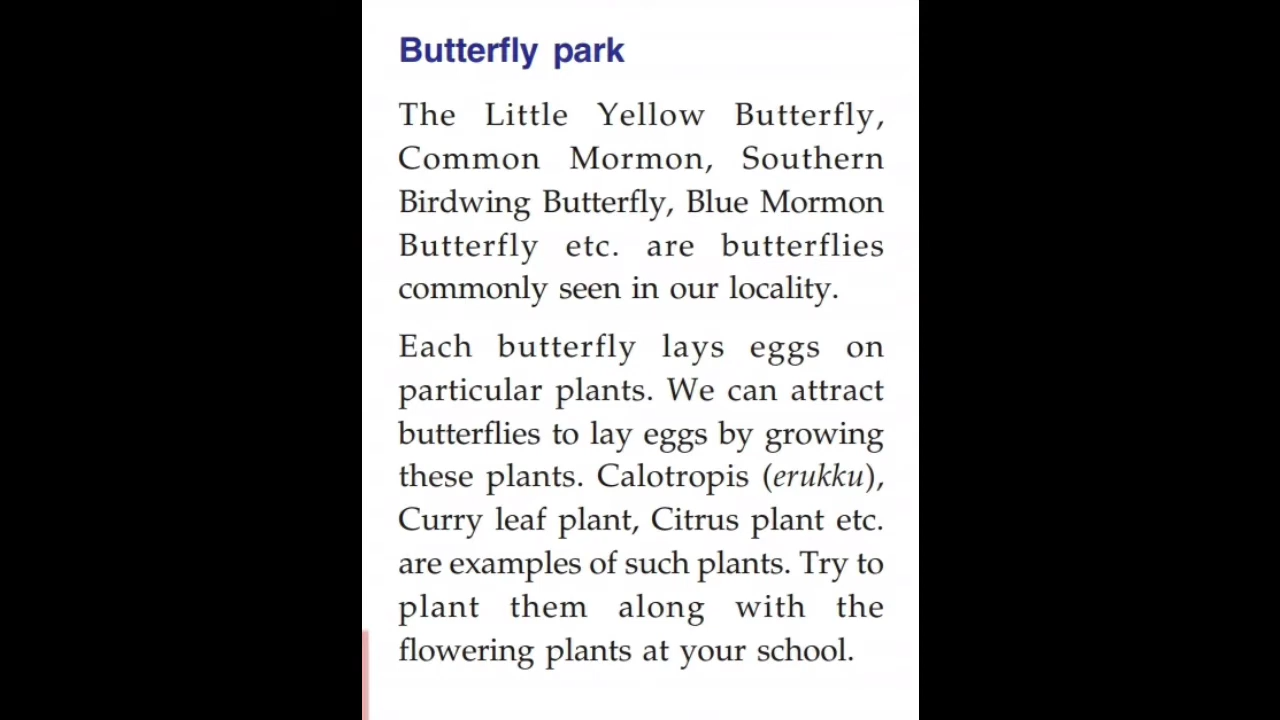 Butterfly park
The Little Yellow Butterfly,
Common Mormon, Southern
Birdwing Butterfly, Blue Mormon
Butterfly etc. are butterflies
commonly seen in our locality.
Each butterfly lays eggs on
particular plants. We can attract
butterflies to lay eggs by growing
these plants. Calotropis (erukku),
Curry leaf plant, Citrus plant etc.
are examples of such plants. Try to
plant them along with the
flowering plants at your school.